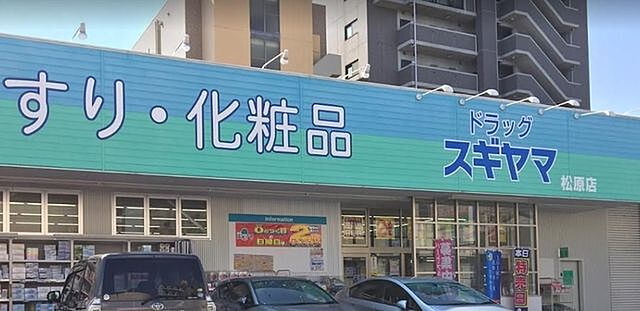 すり・化粧品
ドラッグ
スギヤマ
松原店
Information
日曜日
2
本日